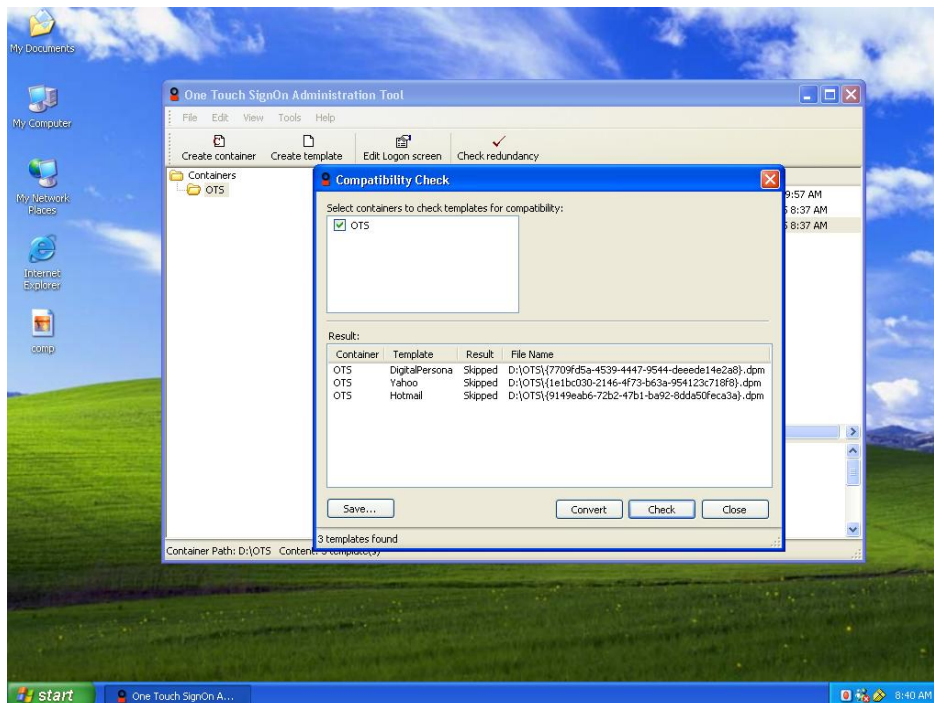 My Documents
My Computer
My Network
Places
Internet
Explorer
comp
One Touch SignOn Administration Tool
File Edit View Tools Help
Create container Create template Edit Logon screen Check redundancy
Containers
OTS
9:57 AM
8:37 AM
8:37 AM
Compatibility Check
Select containers to check templates for compatibility:
OTS
Result:
Container Template Result File Name
OTS DigitalPersona Skipped D:\OTS\{7709fd5a-4539-4447-9544-deeede14e2a8}.dpm
OTS Yahoo Skipped D:\OTS\{1e1bc030-2146-4f73-b63a-954123c718f8}.dpm
OTS Hotmail Skipped D:\OTS\{9149eab6-72b2-47b1-ba92-8dda50feca3a}.dpm
Save... Convert Check Close
3 templates found
Container Path: D:\OTS Content: 3 template(s)
start One Touch SignOn A... 8:40 AM